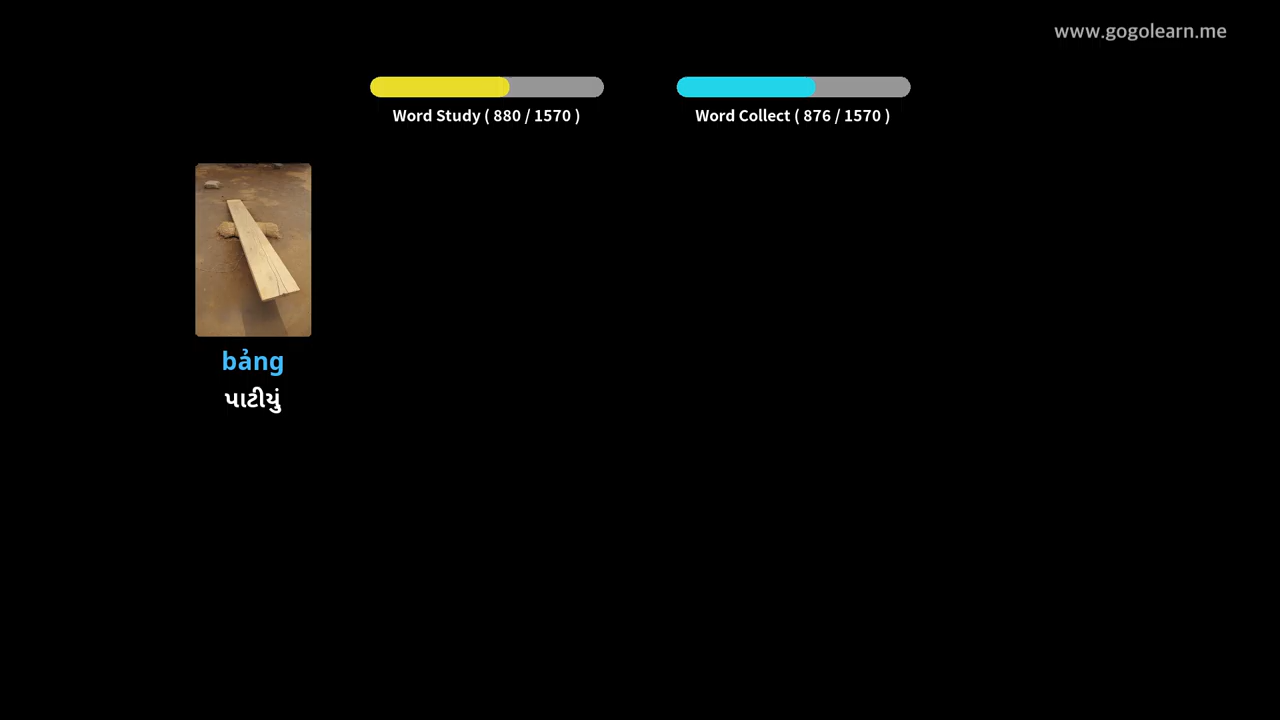 www.gogolearn.me
Word Study ( 880 / 1570 )
Word Collect ( 876 / 1570 )
bảng
પાટીયું